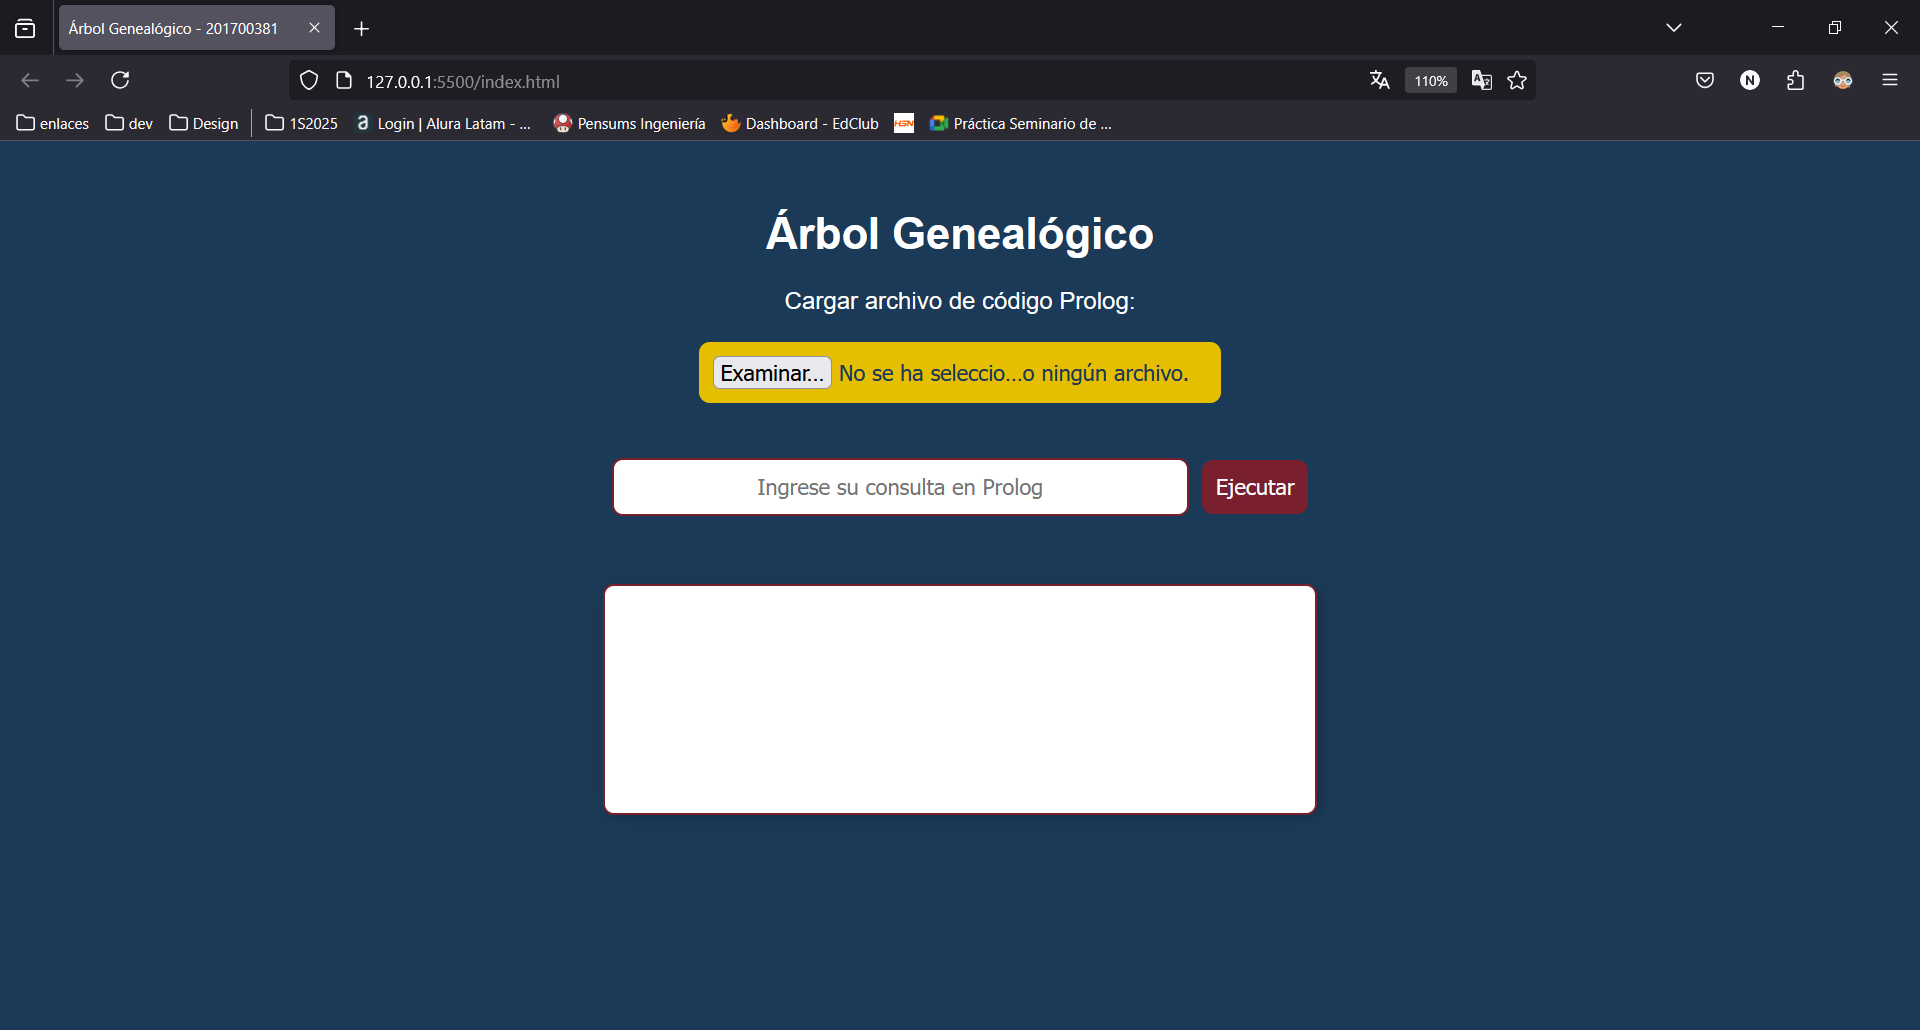 Árbol Genealógico - 201700381
127.0.0.1:5500/index.html
110%
N
enlaces
dev
Design
1S2025
a Login | Alura Latam - ...
Pensums Ingeniería
Dashboard - EdClub
HSN
Práctica Seminario de ...
Árbol Genealógico
Cargar archivo de código Prolog:
Examinar... No se ha seleccio...o ningún archivo.
Ingrese su consulta en Prolog
Ejecutar